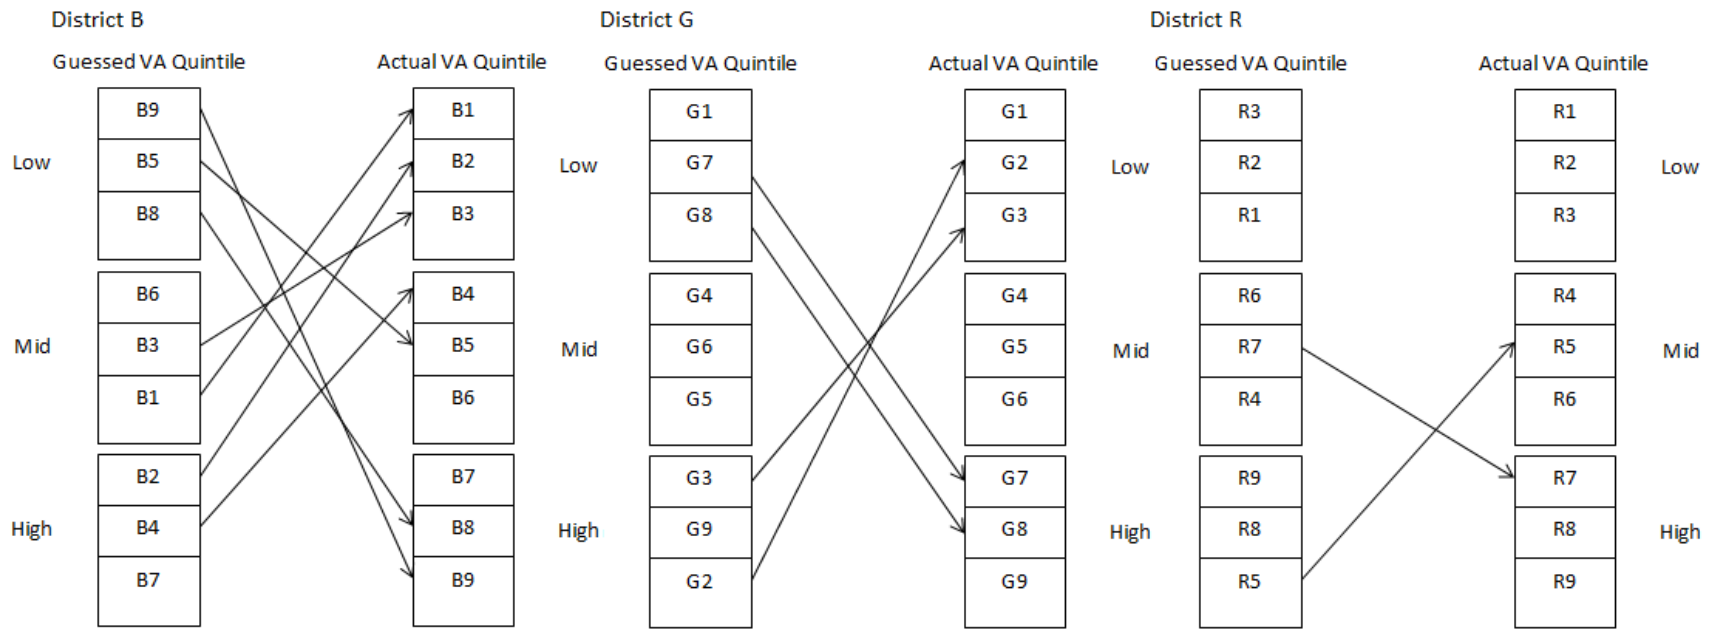 District B
District G
District R
Guessed VA Quintile
Actual VA Quintile
Guessed VA Quintile
Actual VA Quintile
Guessed VA Quintile
Actual VA Quintile
B9
B1
G1
G1
R3
R1
Low
B5
B2
Low
G7
G2
Low
R2
R2
Low
B8
B3
G8
G3
R1
R3
B6
B4
G4
G4
R6
R4
Mid
B3
B5
Mid
G6
G5
Mid
R7
R5
Mid
B1
B6
G5
G6
R4
R6
B2
B7
G3
G7
R9
R7
High
B4
B8
High
G9
G8
High
R8
R8
High
B7
B9
G2
G9
R5
R9